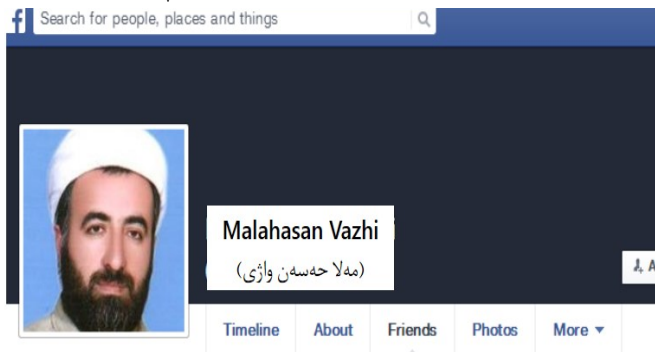 f Search for people, places and things
Malahasan Vazhi
(مەلا حەسەن واژی)
A
Timeline About Friends Photos More